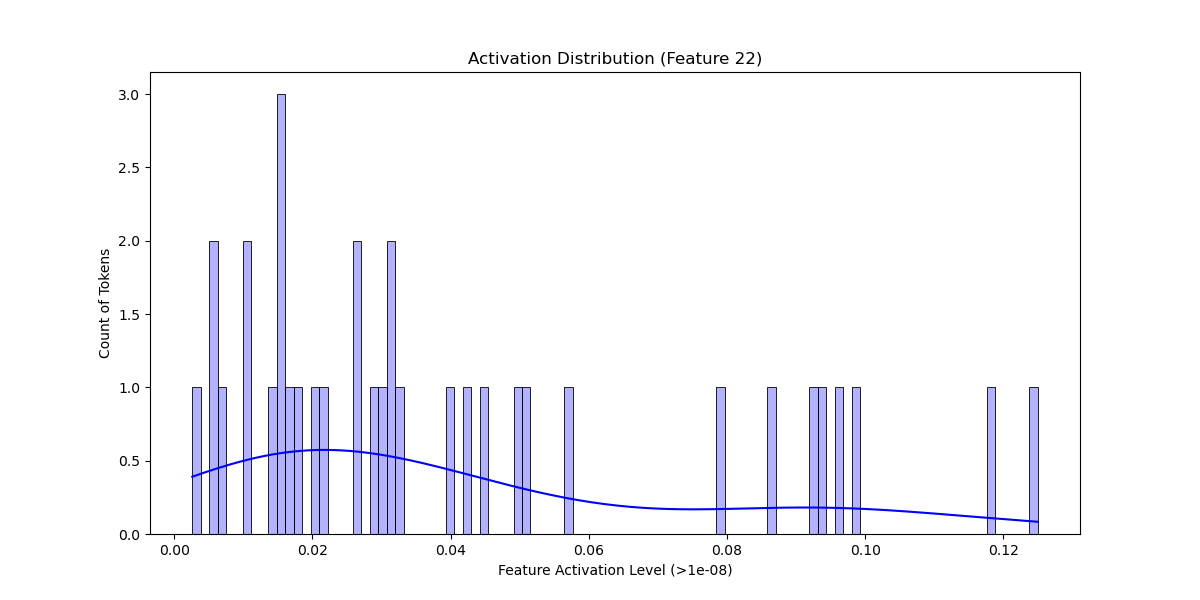 Activation Distribution (Feature 22)
3.0
2.5
2.0
1.5
1.0
0.5
0.0
Count of Tokens
0.00 0.02 0.04 0.06 0.08 0.10 0.12
Feature Activation Level (>1e-08)